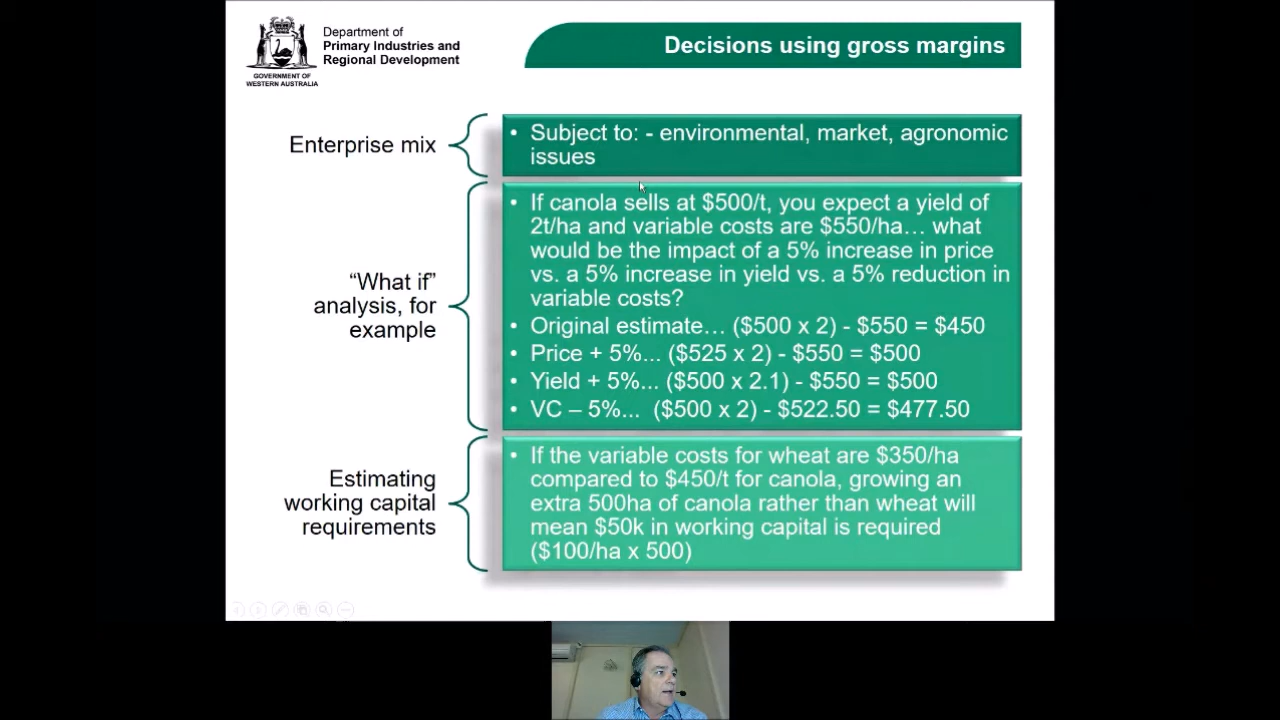 Department of
Primary Industries and
Regional Development
GOVERNMENT OF
WESTERN AUSTRALIA
Decisions using gross margins
Enterprise mix
• Subject to: - environmental, market, agronomic
issues
“What if”
analysis, for
example
• If canola sells at $500/t, you expect a yield of
2t/ha and variable costs are $550/ha… what
would be the impact of a 5% increase in price
vs. a 5% increase in yield vs. a 5% reduction in
variable costs?
• Original estimate… ($500 x 2) - $550 = $450
• Price + 5%... ($525 x 2) - $550 = $500
• Yield + 5%... ($500 x 2.1) - $550 = $500
• VC – 5%... ($500 x 2) - $522.50 = $477.50
Estimating
working capital
requirements
• If the variable costs for wheat are $350/ha
compared to $450/t for canola, growing an
extra 500ha of canola rather than wheat will
mean $50k in working capital is required
($100/ha x 500)